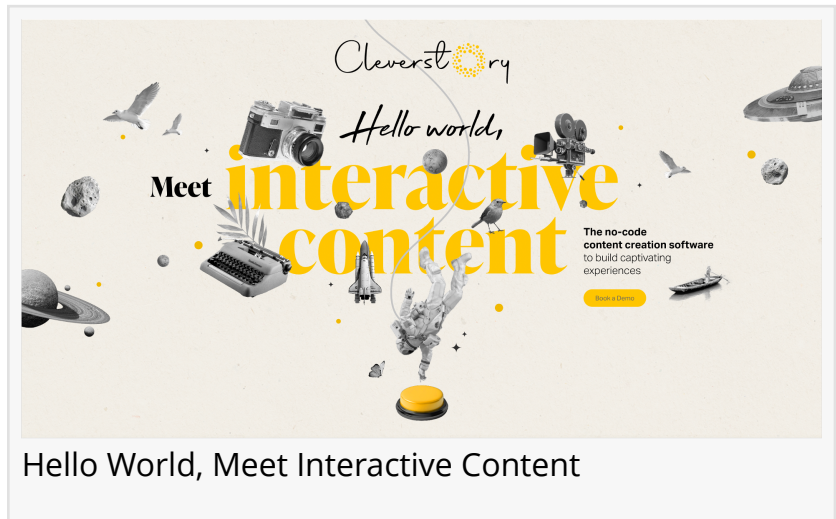 Cleverstory
Hello world,
Meet interactive
content
The no-code
content creation software
to build captivating
experiences
Book a Demo
Hello World, Meet Interactive Content